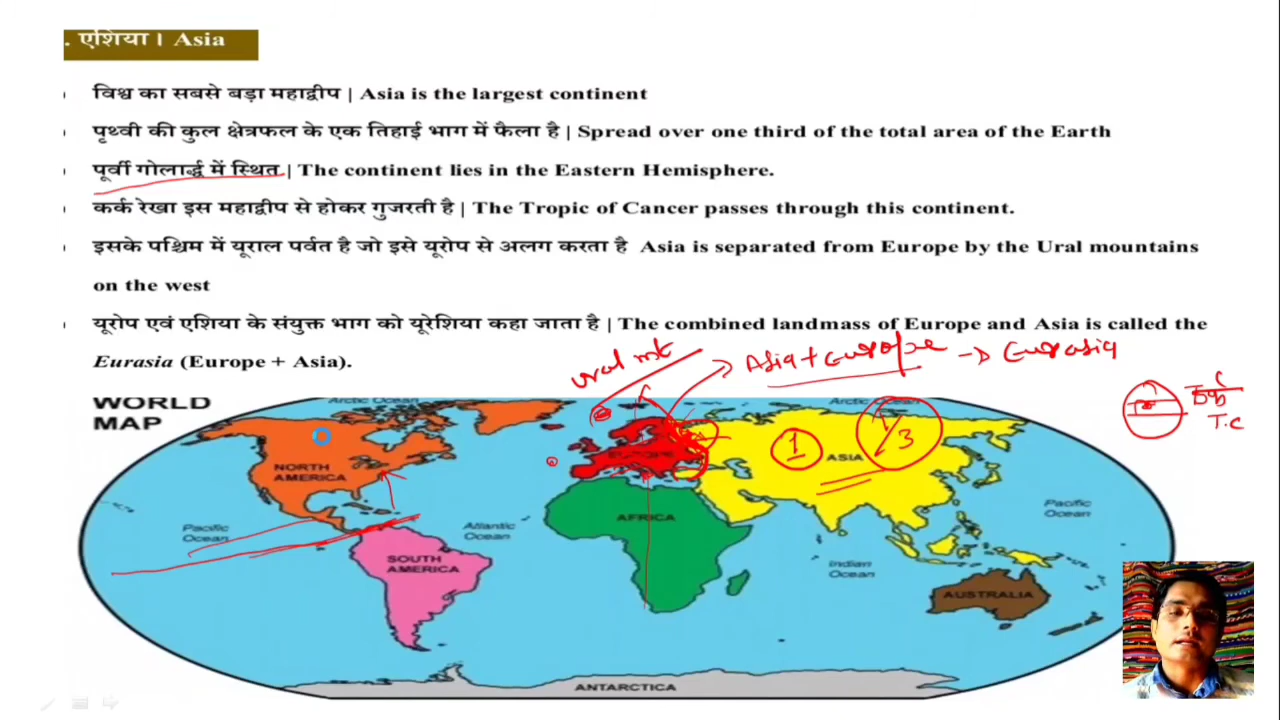 . एशिया। Asia
विश्व का सबसे बड़ा महाद्वीप | Asia is the largest continent
पृथ्वी की कुल क्षेत्रफल के एक तिहाई भाग में फैला है | Spread over one third of the total area of the Earth
पूर्वी गोलार्द्ध में स्थित | The continent lies in the Eastern Hemisphere.
कर्क रेखा इस महाद्वीप से होकर गुजरती है | The Tropic of Cancer passes through this continent.
इसके पश्चिम में यूराल पर्वत है जो इसे यूरोप से अलग करता है Asia is separated from Europe by the Ural mountains
on the west
यूरोप एवं एशिया के संयुक्त भाग को यूरेशिया कहा जाता है | The combined landmass of Europe and Asia is called the
Eurasia (Europe + Asia).
Ural mt
Asia + Europe → Eurasia
WORLD
MAP
Arctic Ocean
Arctic Ocean
कर्क
T.C
1
1/3
NORTH
AMERICA
EUROPE
ASIA
Pacific
Ocean
Atlantic
Ocean
AFRICA
Pacific
Ocean
SOUTH
AMERICA
Indian
Ocean
AUSTRALIA
ANTARCTICA